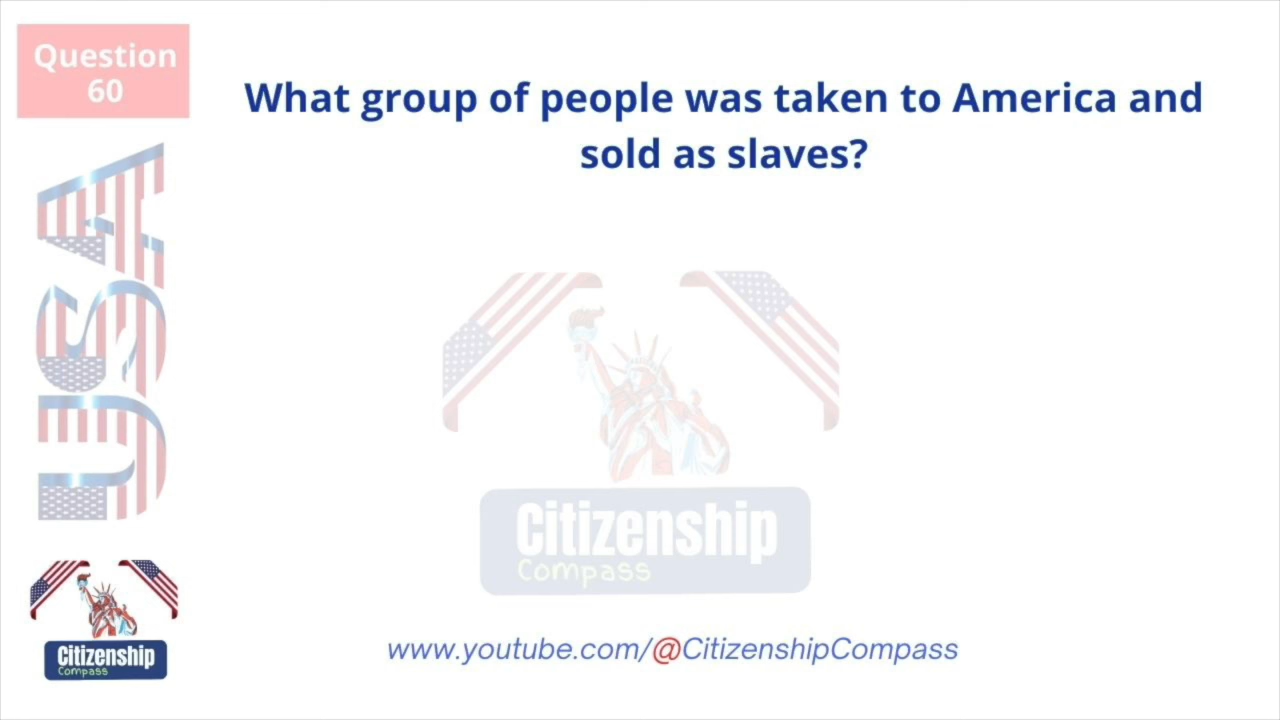 Question
60
What group of people was taken to America and
sold as slaves?
USA
Citizenship
Compass
Citizenship
Compass
www.youtube.com/@CitizenshipCompass